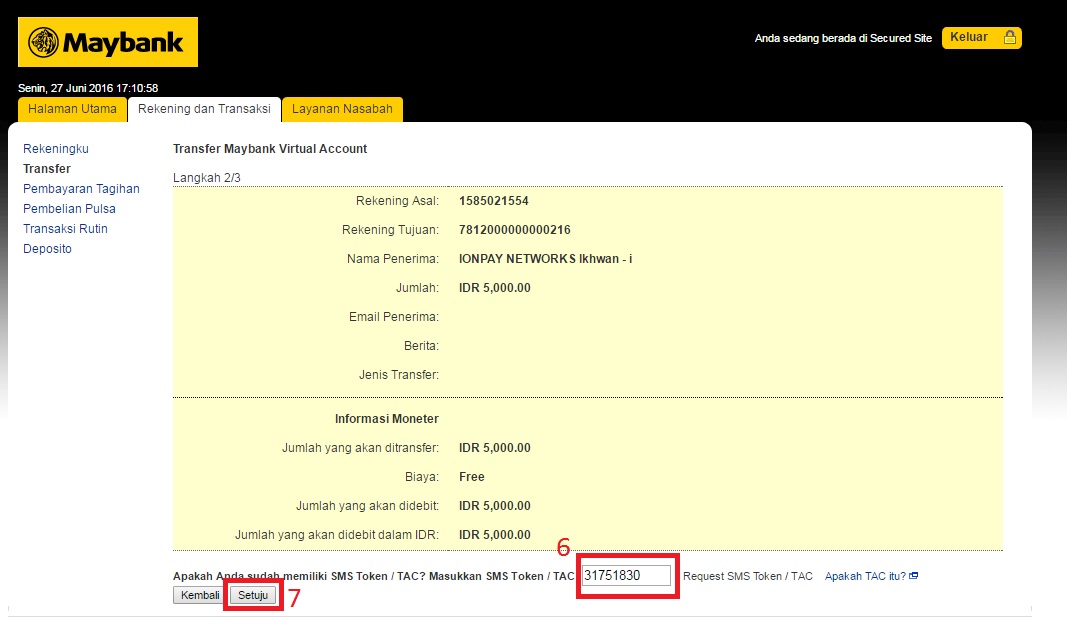 Maybank
Anda sedang berada di Secured Site Keluar
Senin, 27 Juni 2016 17:10:58
Halaman Utama Rekening dan Transaksi Layanan Nasabah
Rekeningku
Transfer
Pembayaran Tagihan
Pembelian Pulsa
Transaksi Rutin
Deposito
Transfer Maybank Virtual Account
Langkah 2/3
Rekening Asal: 1585021554
Rekening Tujuan: 7812000000000216
Nama Penerima: IONPAY NETWORKS Ikhwan - i
Jumlah: IDR 5,000.00
Email Penerima:
Berita:
Jenis Transfer:
Informasi Moneter
Jumlah yang akan ditransfer: IDR 5,000.00
Biaya: Free
Jumlah yang akan didebit: IDR 5,000.00
Jumlah yang akan didebit dalam IDR: IDR 5,000.00
6
Apakah Anda sudah memiliki SMS Token / TAC? Masukkan SMS Token / TAC 31751830 Request SMS Token / TAC Apakah TAC itu?
Kembali Setuju 7